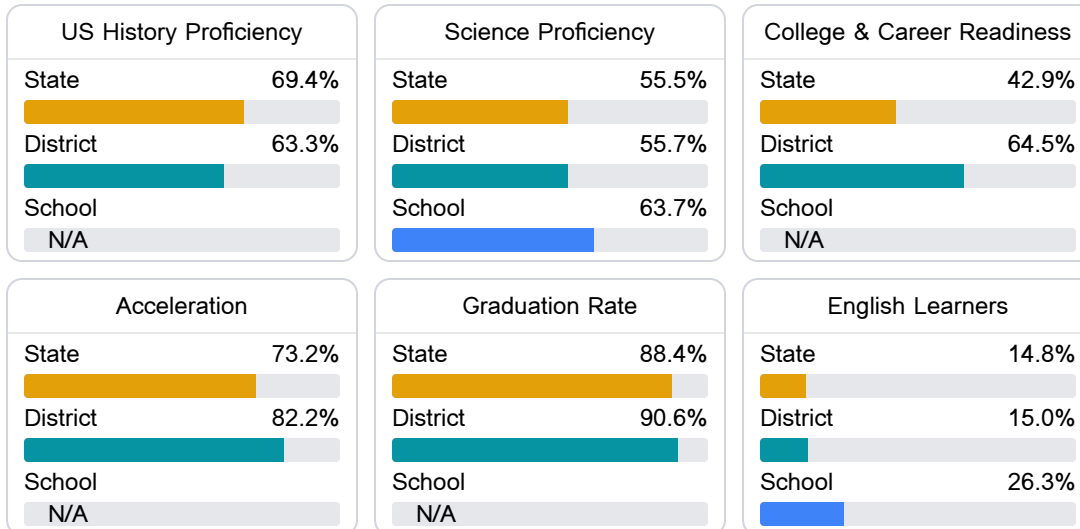 US History Proficiency
State 69.4%
District 63.3%
School
N/A
Science Proficiency
State 55.5%
District 55.7%
School 63.7%
College & Career Readiness
State 42.9%
District 64.5%
School
N/A
Acceleration
State 73.2%
District 82.2%
School
N/A
Graduation Rate
State 88.4%
District 90.6%
School
N/A
English Learners
State 14.8%
District 15.0%
School 26.3%